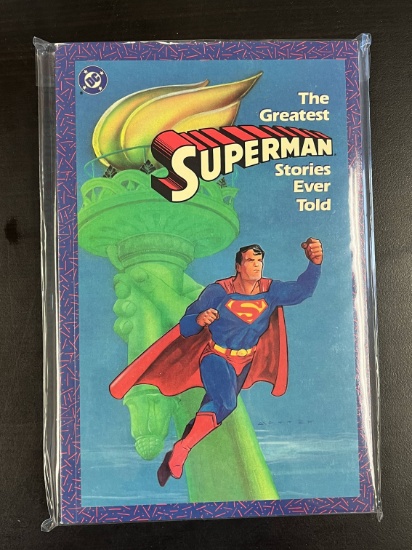 DC
The
Greatest
SUPERMAN
Stories
Ever
Told
S